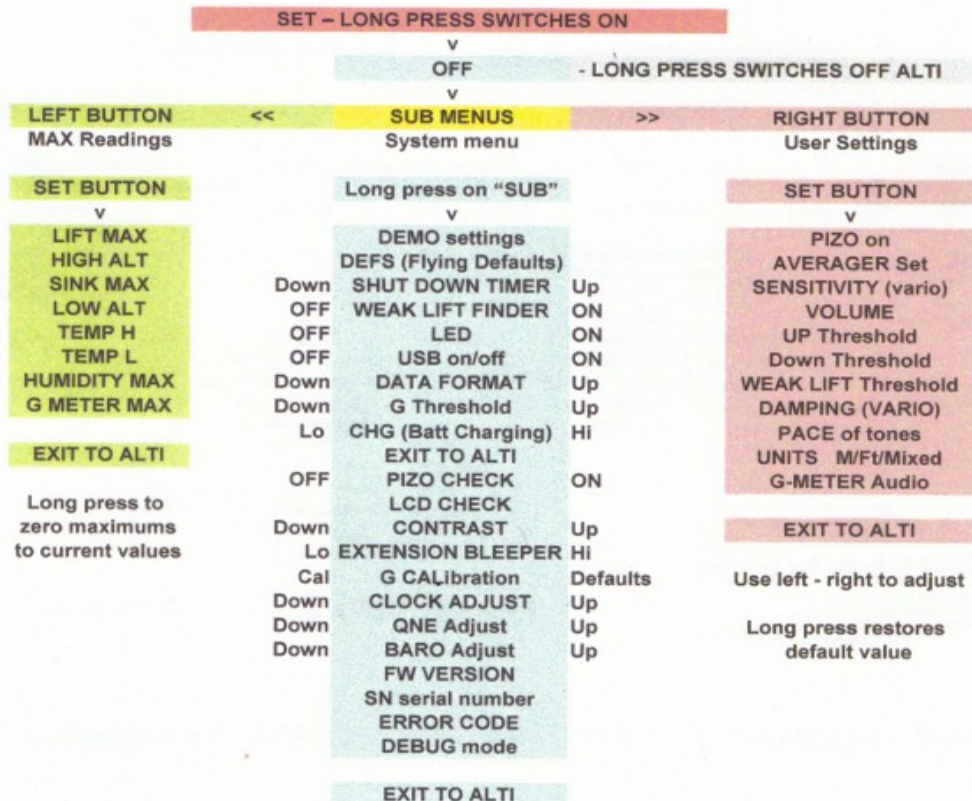 SET – LONG PRESS SWITCHES ON
v
OFF - LONG PRESS SWITCHES OFF ALTI
v
LEFT BUTTON << SUB MENUS >> RIGHT BUTTON
MAX Readings System menu User Settings
SET BUTTON Long press on “SUB” SET BUTTON
v v v
LIFT MAX DEMO settings PIZO on
HIGH ALT DEFS (Flying Defaults) AVERAGER Set
SINK MAX Down SHUT DOWN TIMER Up SENSITIVITY (vario)
LOW ALT OFF WEAK LIFT FINDER ON VOLUME
TEMP H OFF LED ON UP Threshold
TEMP L OFF USB on/off ON Down Threshold
HUMIDITY MAX Down DATA FORMAT Up WEAK LIFT Threshold
G METER MAX Down G Threshold Up DAMPING (VARIO)
Lo CHG (Batt Charging) Hi PACE of tones
EXIT TO ALTI EXIT TO ALTI UNITS M/Ft/Mixed
OFF PIZO CHECK ON G-METER Audio
Long press to LCD CHECK
zero maximums Down CONTRAST Up EXIT TO ALTI
to current values Lo EXTENSION BLEEPER Hi
Cal G CALibration Defaults Use left - right to adjust
Down CLOCK ADJUST Up
Down QNE Adjust Up Long press restores
Down BARO Adjust Up default value
FW VERSION
SN serial number
ERROR CODE
DEBUG mode
EXIT TO ALTI